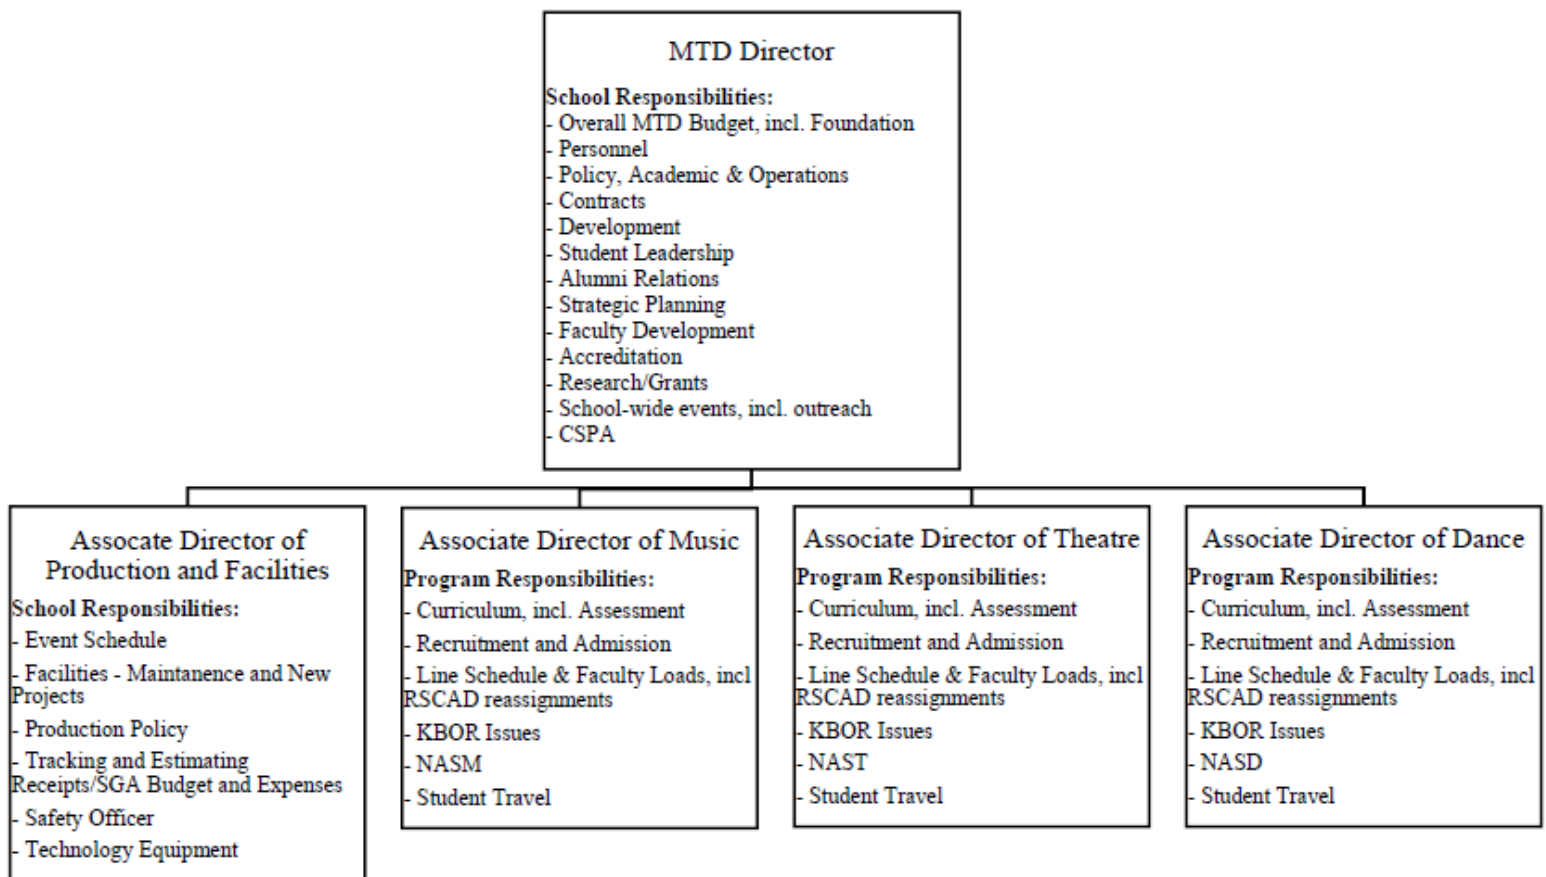 MTD Director
School Responsibilities:
- Overall MTD Budget, incl. Foundation
- Personnel
- Policy, Academic & Operations
- Contracts
- Development
- Student Leadership
- Alumni Relations
- Strategic Planning
- Faculty Development
- Accreditation
- Research/Grants
- School-wide events, incl. outreach
- CSPA
Assocate Director of
Production and Facilities
School Responsibilities:
- Event Schedule
- Facilities - Maintanence and New
Projects
- Production Policy
- Tracking and Estimating
Receipts/SGA Budget and Expenses
- Safety Officer
- Technology Equipment
Associate Director of Music
Program Responsibilities:
- Curriculum, incl. Assessment
- Recruitment and Admission
- Line Schedule & Faculty Loads, incl
RSCAD reassignments
- KBOR Issues
- NASM
- Student Travel
Associate Director of Theatre
Program Responsibilities:
- Curriculum, incl. Assessment
- Recruitment and Admission
- Line Schedule & Faculty Loads, incl
RSCAD reassignments
- KBOR Issues
- NAST
- Student Travel
Associate Director of Dance
Program Responsibilities:
- Curriculum, incl. Assessment
- Recruitment and Admission
- Line Schedule & Faculty Loads, incl
RSCAD reassignments
- KBOR Issues
- NASD
- Student Travel